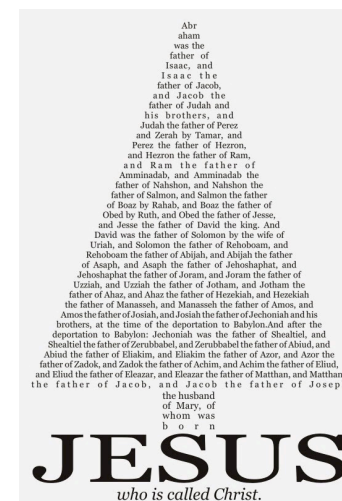 Abr
aham
was the
father of
Isaac, and
Isaac the
father of Jacob,
and Jacob the
father of Judah and
his brothers, and
Judah the father of Perez
and Zerah by Tamar, and
Perez the father of Hezron,
and Hezron the father of Ram,
and Ram the father of
Amminadab, and Amminadab the
father of Nahshon, and Nahshon the
father of Salmon, and Salmon the father
of Boaz by Rahab, and Boaz the father of
Obed by Ruth, and Obed the father of Jesse,
and Jesse the father of David the king. And
David was the father of Solomon by the wife of
Uriah, and Solomon the father of Rehoboam, and
Rehoboam the father of Abijah, and Abijah the father
of Asaph, and Asaph the father of Jehoshaphat, and
Jehoshaphat the father of Joram, and Joram the father of
Uzziah, and Uzziah the father of Jotham, and Jotham the
father of Ahaz, and Ahaz the father of Hezekiah, and Hezekiah
the father of Manasseh, and Manasseh the father of Amos, and
Amos the father of Josiah, and Josiah the father of Jechoniah and his
brothers, at the time of the deportation to Babylon.And after the
deportation to Babylon: Jechoniah was the father of Shealtiel, and
Shealtiel the father of Zerubbabel, and Zerubbabel the father of Abiud, and
Abiud the father of Eliakim, and Eliakim the father of Azor, and Azor the
father of Zadok, and Zadok the father of Achim, and Achim the father of Eliud,
and Eliud the father of Eleazar, and Eleazar the father of Matthan, and Matthan
the father of Jacob, and Jacob the father of Josep
the husband
of Mary, of
whom was
born
JESUS
who is called Christ.